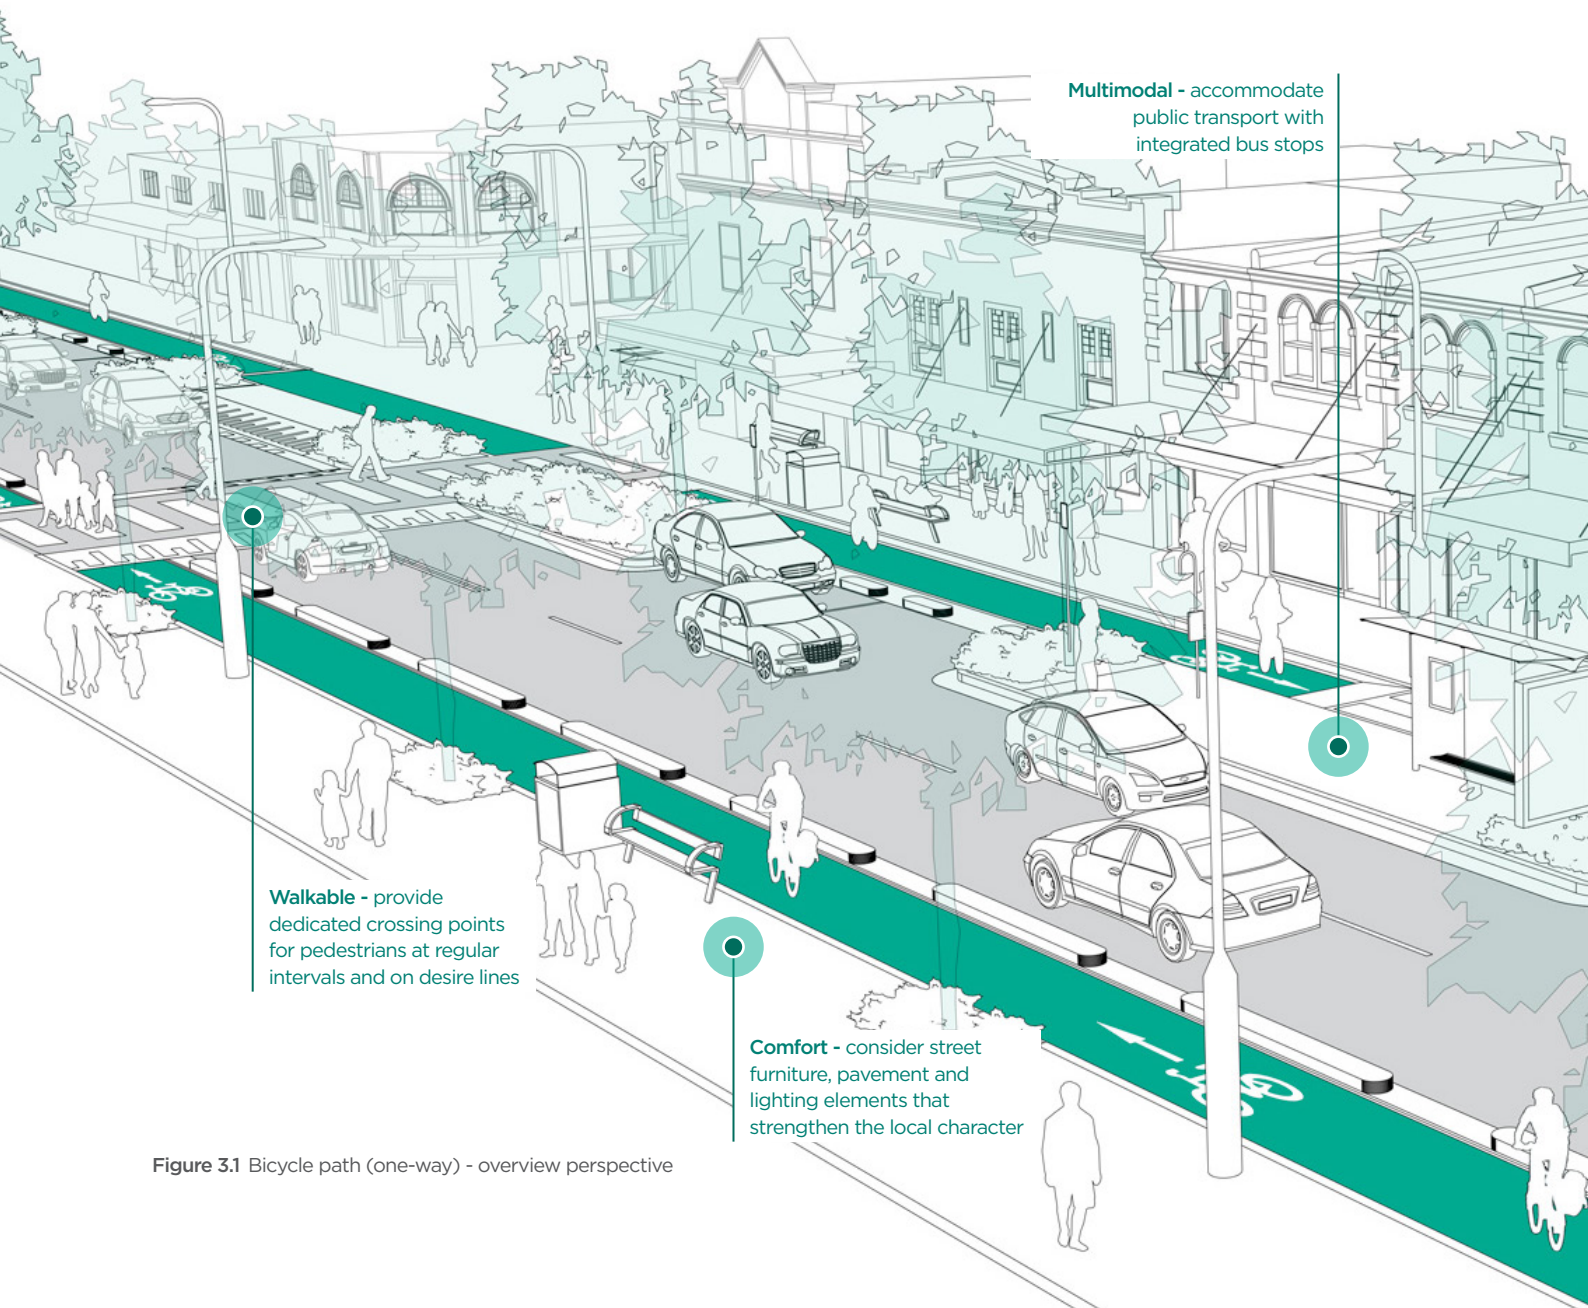 Multimodal - accommodate
public transport with
integrated bus stops
Walkable - provide
dedicated crossing points
for pedestrians at regular
intervals and on desire lines
Comfort - consider street
furniture, pavement and
lighting elements that
strengthen the local character
Figure 3.1 Bicycle path (one-way) - overview perspective